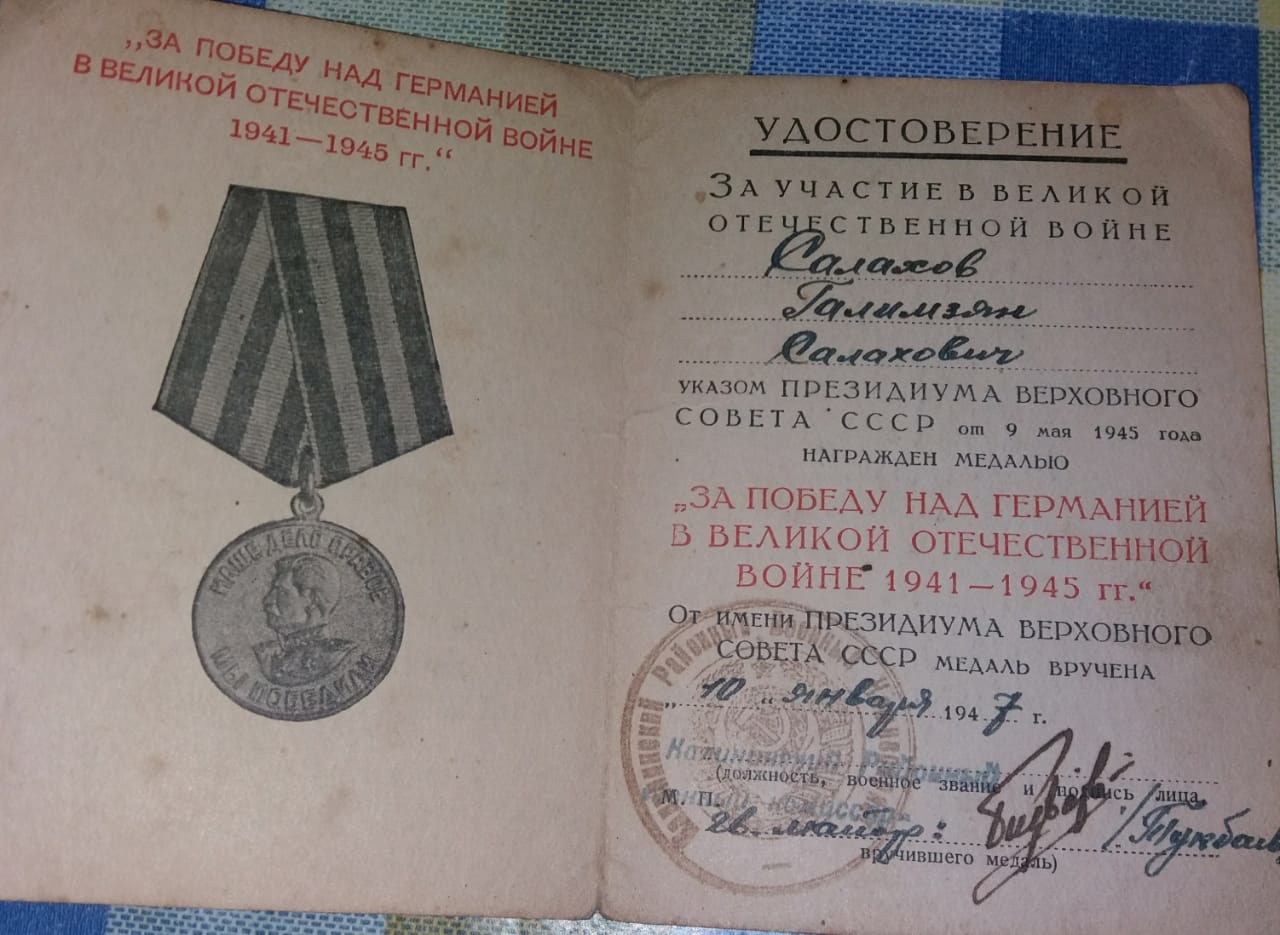 „ЗА ПОБЕДУ НАД ГЕРМАНИЕЙ
В ВЕЛИКОЙ ОТЕЧЕСТВЕННОЙ ВОЙНЕ
1941—1945 гг.“
НАШЕ ДЕЛО ПРАВОЕ
МЫ ПОБЕДИЛИ
УДОСТОВЕРЕНИЕ
ЗА УЧАСТИЕ В ВЕЛИКОЙ
ОТЕЧЕСТВЕННОЙ ВОЙНЕ
Салахов
Галимзян
Салахович
УКАЗОМ ПРЕЗИДИУМА ВЕРХОВНОГО
СОВЕТА СССР от 9 мая 1945 года
НАГРАЖДЕН МЕДАЛЬЮ
„ЗА ПОБЕДУ НАД ГЕРМАНИЕЙ
В ВЕЛИКОЙ ОТЕЧЕСТВЕННОЙ
ВОЙНЕ 1941—1945 гг.“
ОТ ИМЕНИ ПРЕЗИДИУМА ВЕРХОВНОГО
СОВЕТА СССР МЕДАЛЬ ВРУЧЕНА
„10 „ января 1947 г.
Районный
(должность, военное звание и подпись лица,
М. П.
гв. майор:
вручившего медаль)